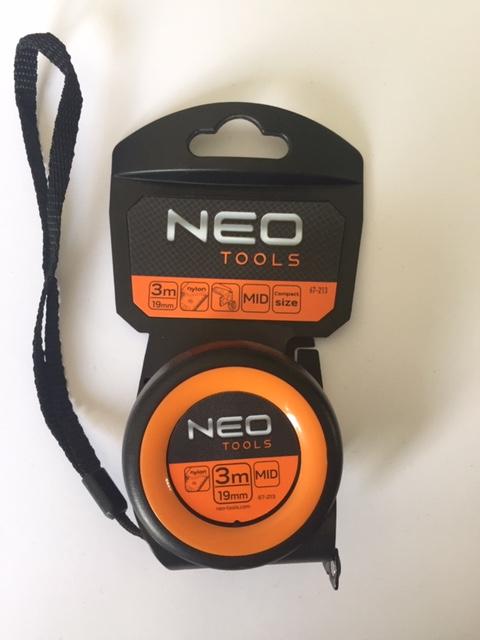 NEO
TOOLS
3m
19mm
nylon
MID
Compact
size
67-213
NEO
TOOLS
nylon
3m
19mm
MID
67-213
neo-tools.com